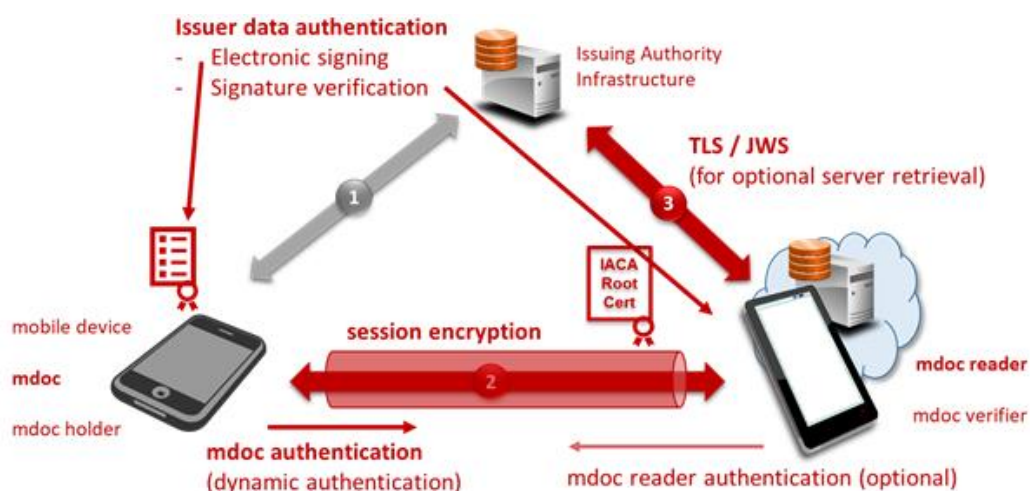 Issuer data authentication
- Electronic signing
- Signature verification
Issuing Authority
Infrastructure
TLS / JWS
(for optional server retrieval)
1
3
IACA
Root
Cert
mobile device
mdoc
mdoc holder
session encryption
2
mdoc reader
mdoc verifier
mdoc authentication
(dynamic authentication)
mdoc reader authentication (optional)